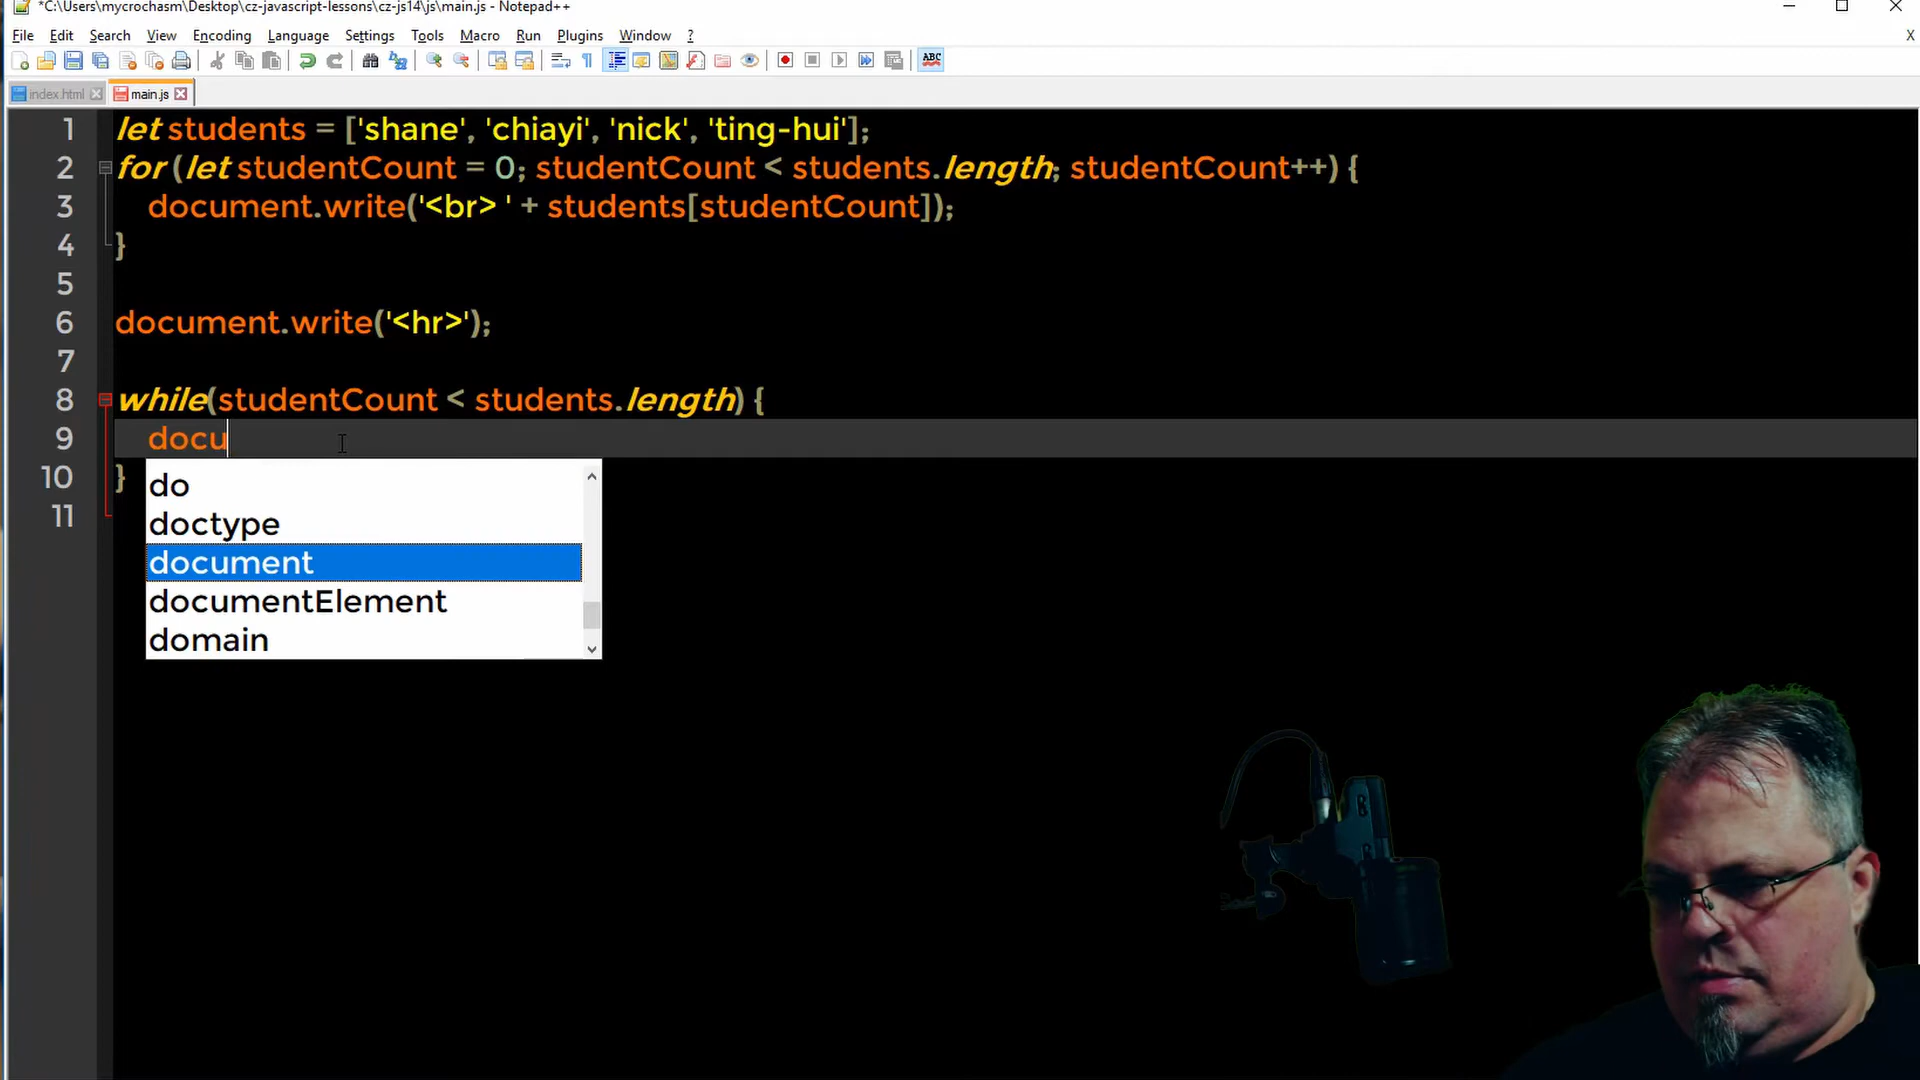 *C:\Users\mycrochasm\Desktop\cz-javascript-lessons\cz-js14\js\main.js - Notepad++
File Edit Search View Encoding Language Settings Tools Macro Run Plugins Window ? X
ABC
index.html main.js
1 let students = ['shane', 'chiayi', 'nick', 'ting-hui'];
2 for (let studentCount = 0; studentCount < students.length; studentCount++) {
3 document.write('<br> ' + students[studentCount]);
4 }
5
6 document.write('<hr>');
7
8 while(studentCount < students.length) {
9 docu
10 }
11
do
doctype
document
documentElement
domain